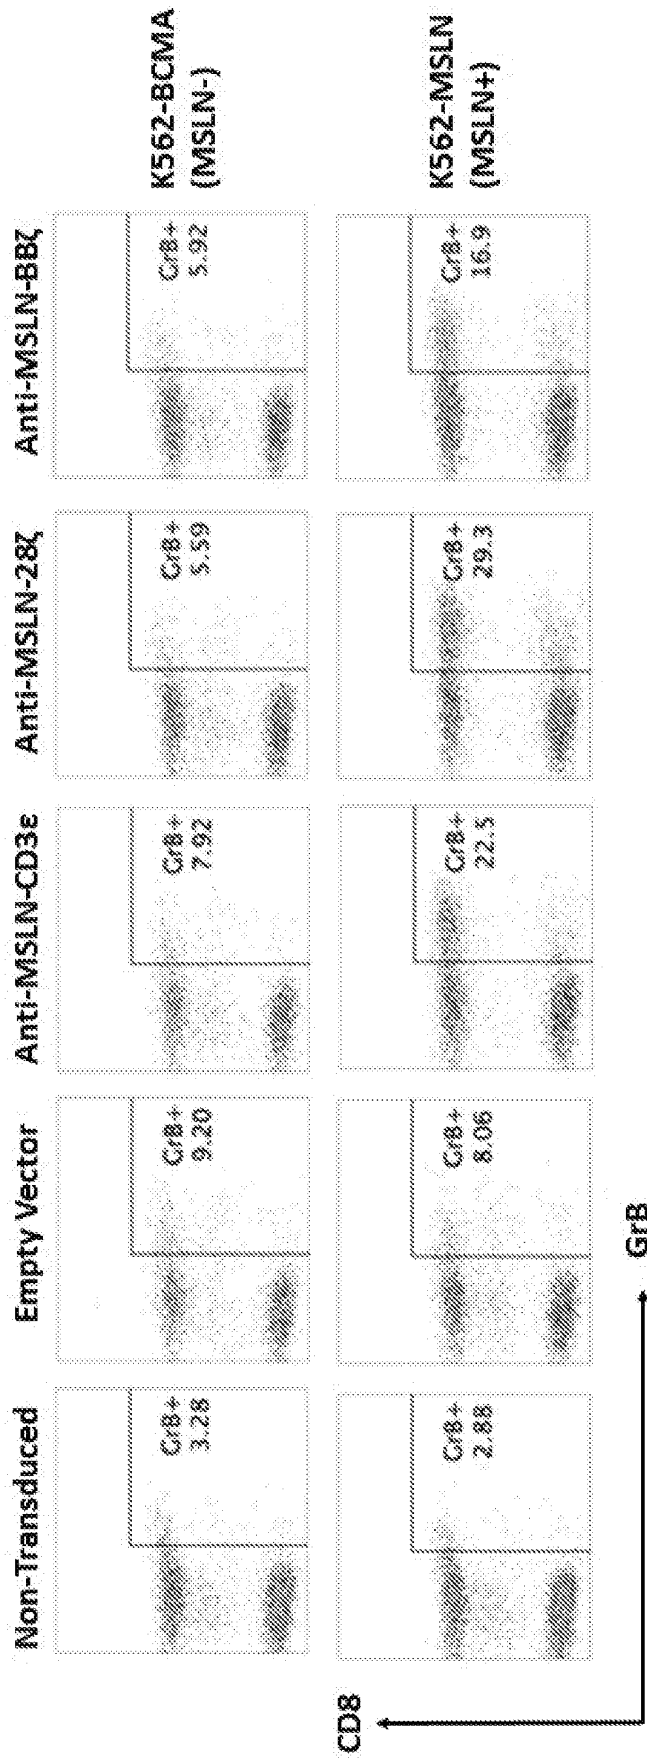 Non-Transduced
Empty Vector
Anti-MSLN-CD3ε
Anti-MSLN-28ζ
Anti-MSLN-BBζ
GrB+
3.28
GrB+
9.20
GrB+
7.92
GrB+
5.59
GrB+
5.92
K562-BCMA
(MSLN-)
GrB+
2.88
GrB+
8.06
GrB+
22.5
GrB+
29.3
GrB+
16.9
K562-MSLN
(MSLN+)
CD8
GrB